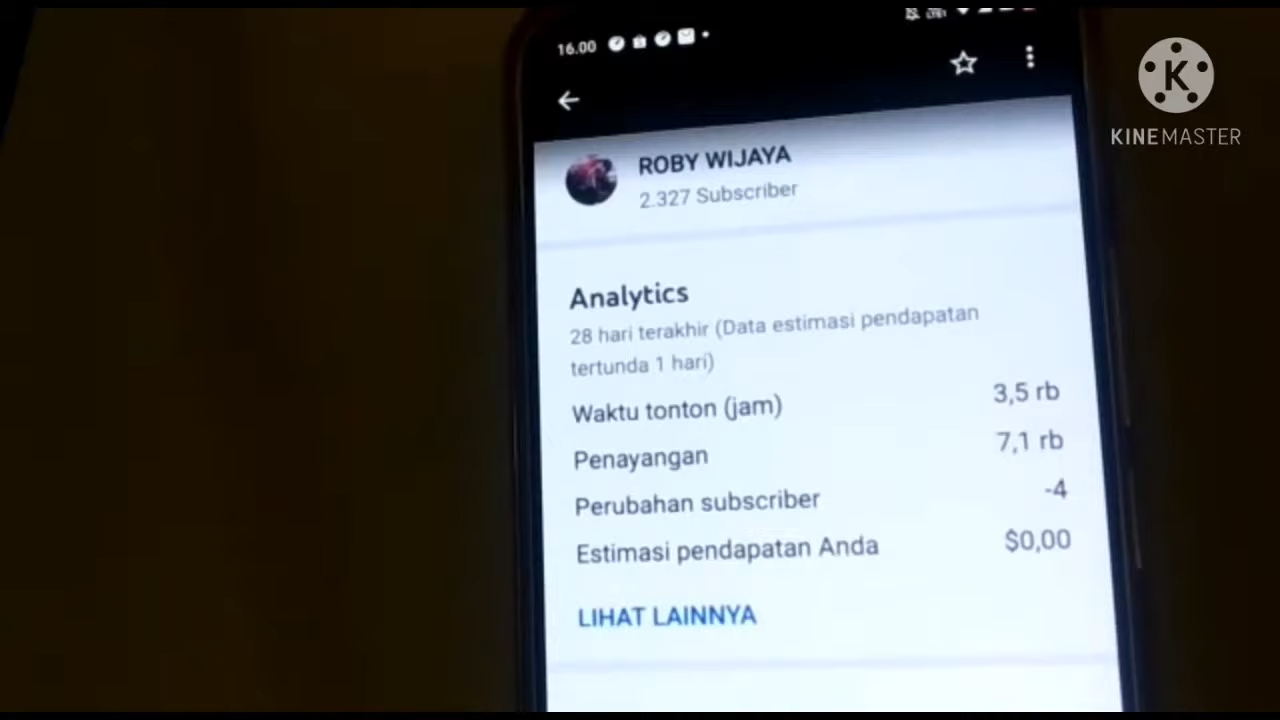 16.00
K
KINEMASTER
ROBY WIJAYA
2.327 Subscriber
Analytics
28 hari terakhir (Data estimasi pendapatan
tertunda 1 hari)
Waktu tonton (jam) 3,5 rb
Penayangan 7,1 rb
Perubahan subscriber -4
Estimasi pendapatan Anda $0,00
LIHAT LAINNYA